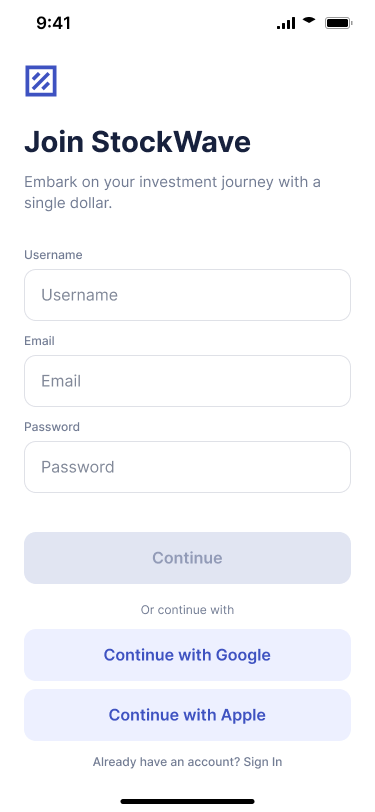 9:41
Join StockWave
Embark on your investment journey with a
single dollar.
Username
Username
Email
Email
Password
Password
Continue
Or continue with
Continue with Google
Continue with Apple
Already have an account? Sign In